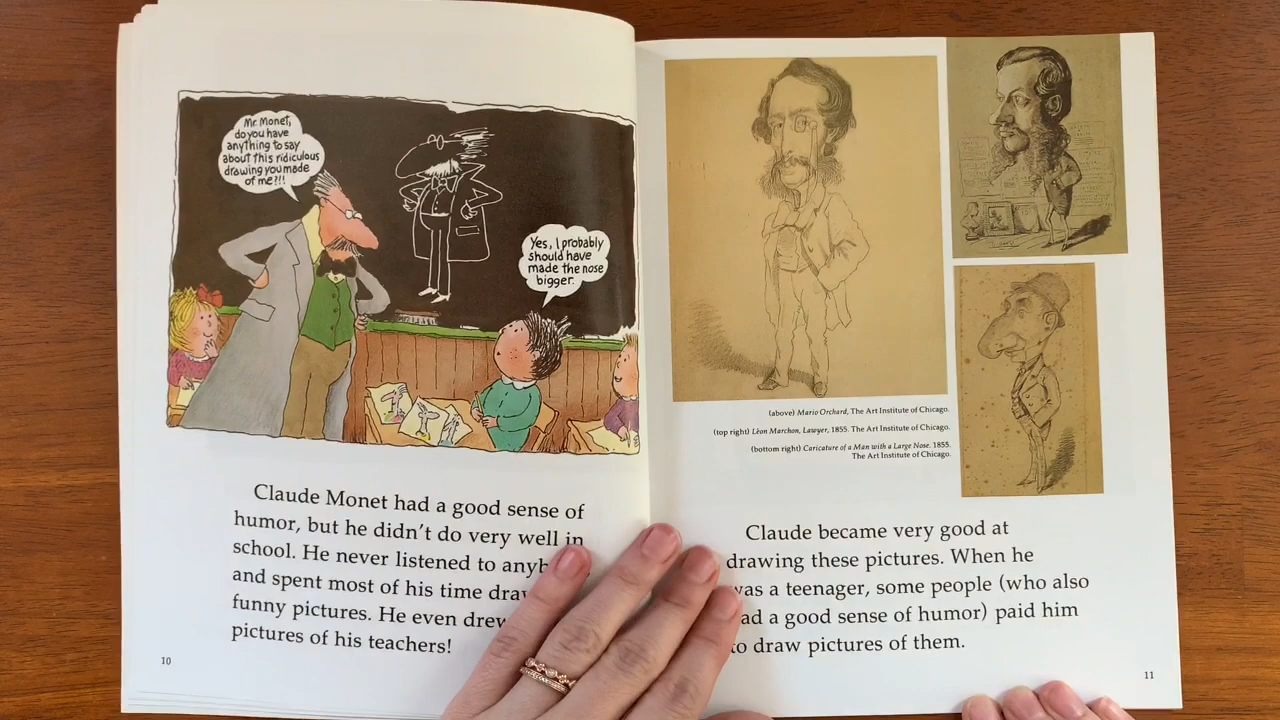 Mr. Monet,
do you have
anything to say
about this ridiculous
drawing you made
of me?!!
Yes, I probably
should have
made the nose
bigger.
Claude Monet had a good sense of
humor, but he didn't do very well in
school. He never listened to
and spent most of his time
funny pictures. He even
pictures of his teachers!
10
(above) Mario Orchard, The Art Institute of Chicago.
(top right) Lèon Marchon, Lawyer, 1855. The Art Institute of Chicago.
(bottom right) Caricature of a Man with a Large Nose. 1855.
The Art Institute of Chicago.
Claude became very good at
drawing these pictures. When he
was a teenager, some people (who also
had a good sense of humor) paid him
to draw pictures of them.
11